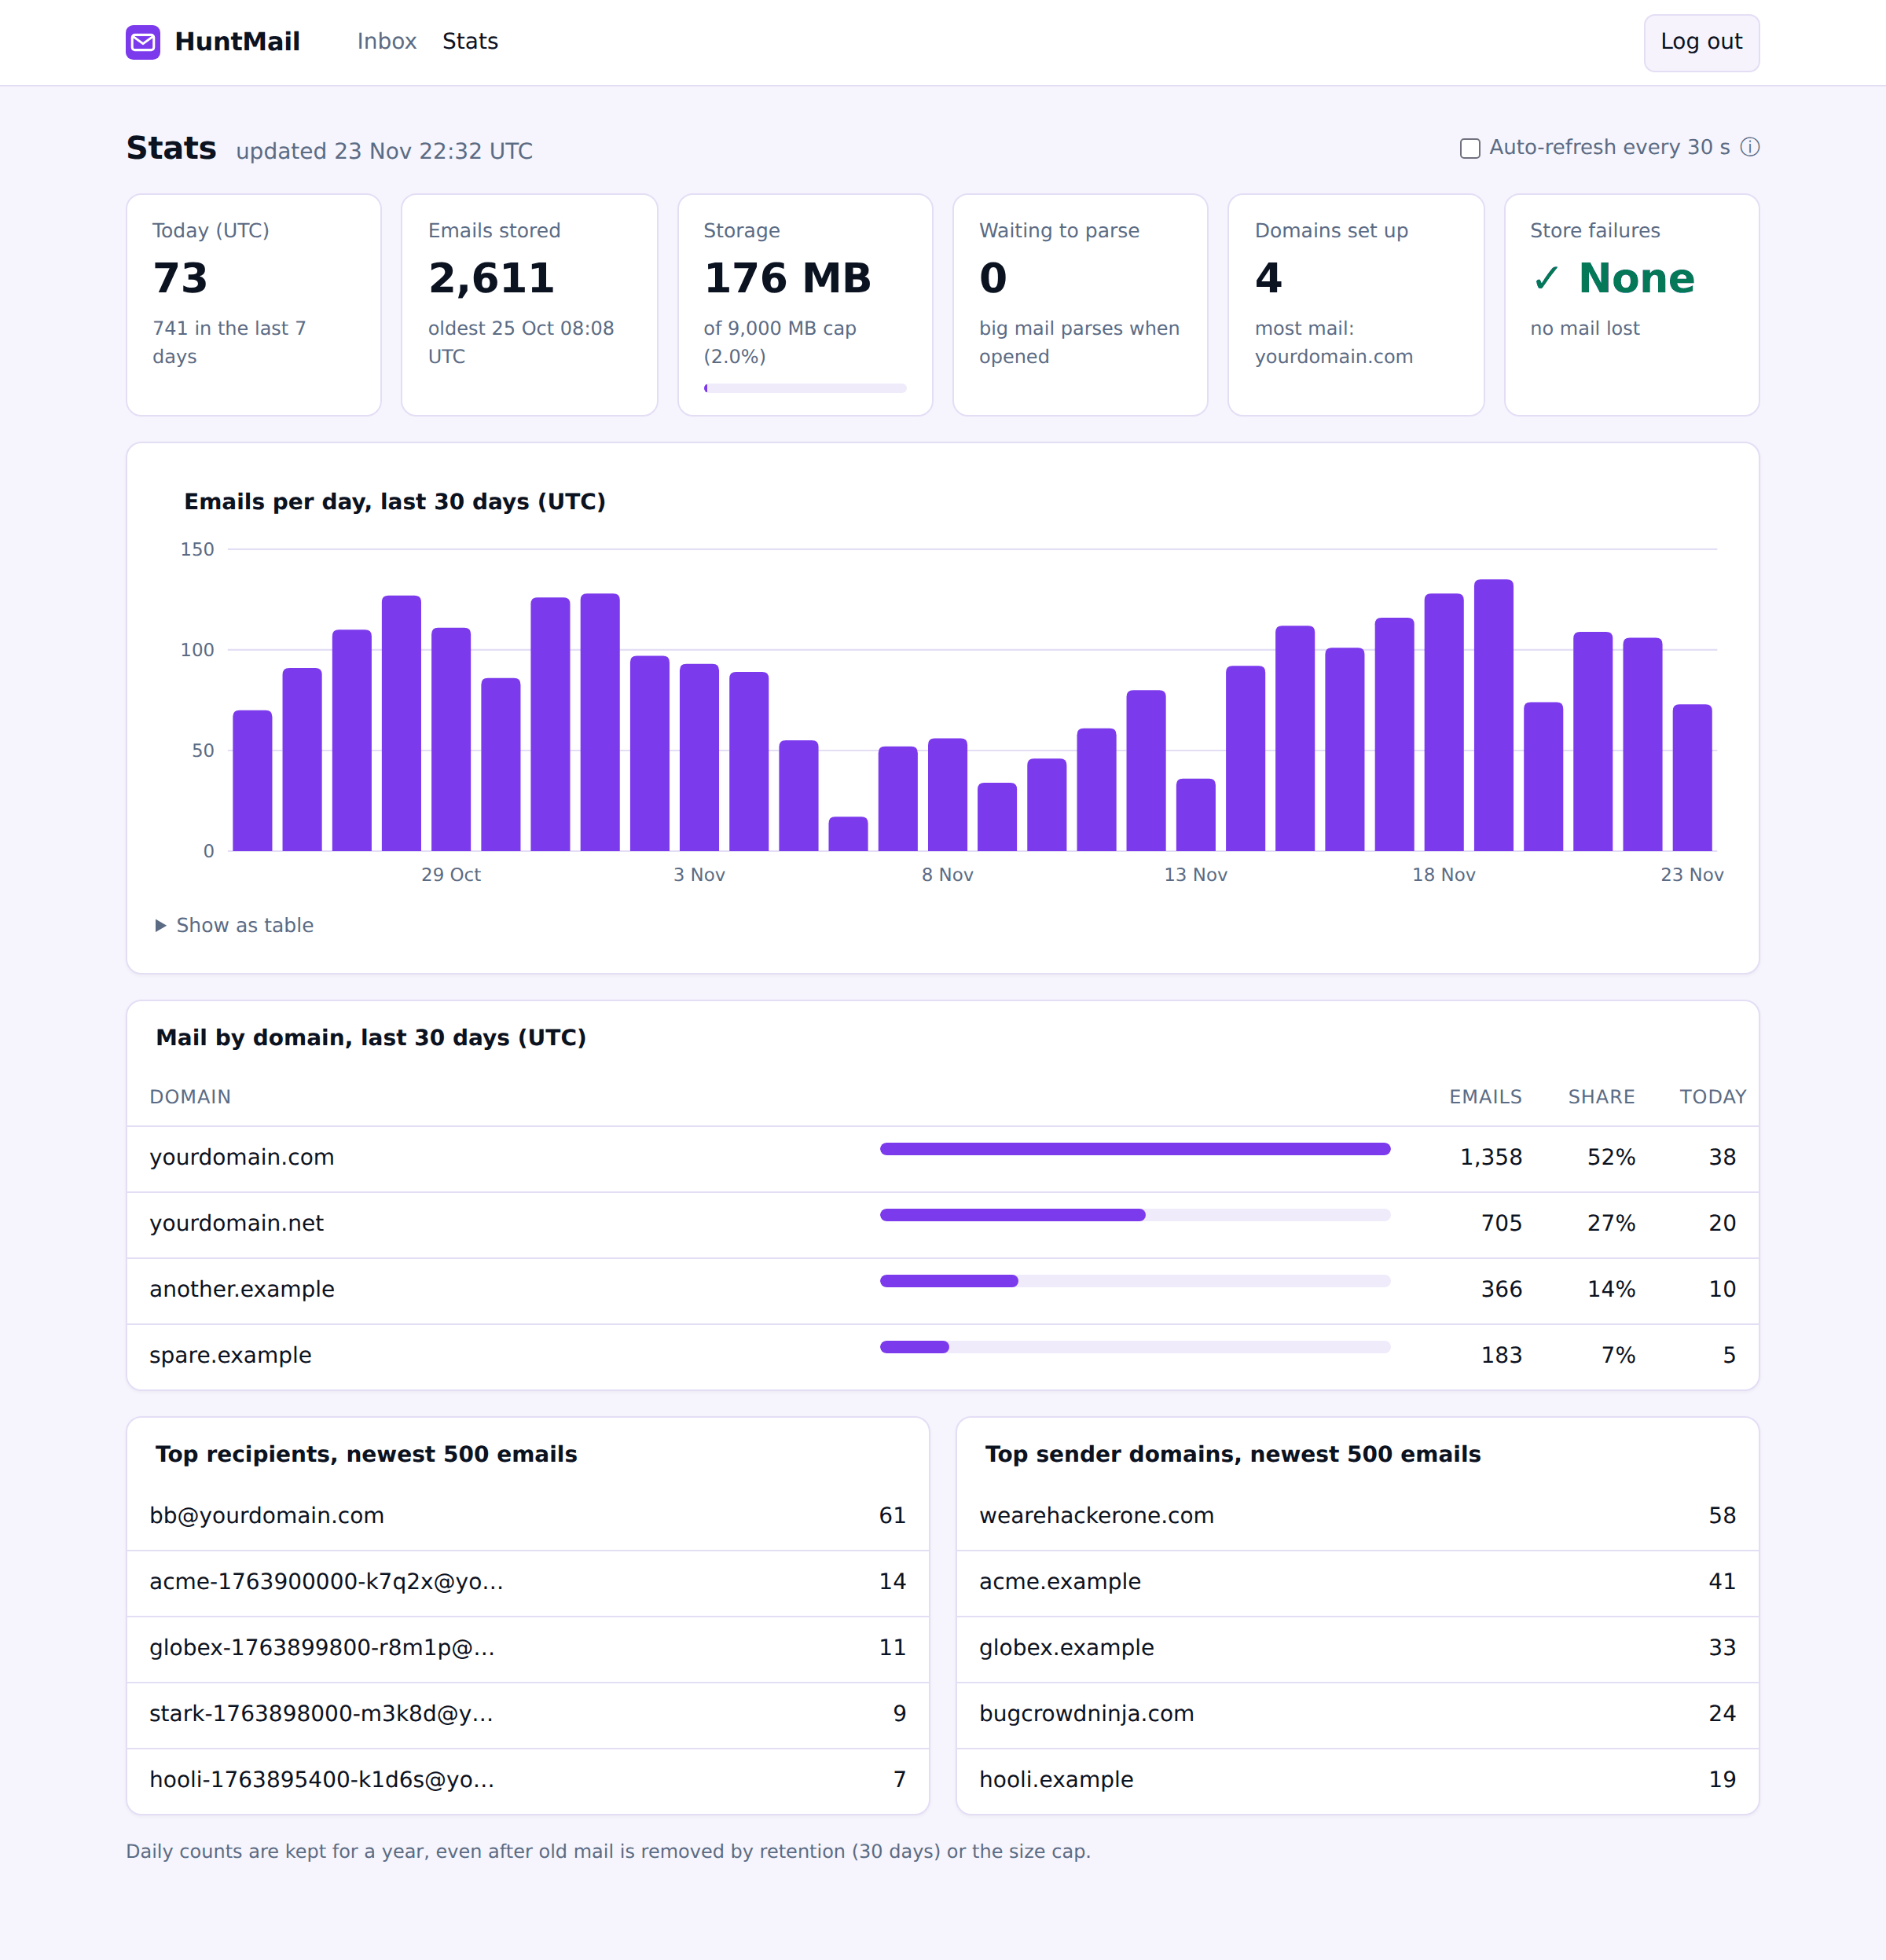 HuntMail Inbox Stats Log out
Stats updated 23 Nov 22:32 UTC Auto-refresh every 30 s ⓘ
Today (UTC)
73
741 in the last 7
days
Emails stored
2,611
oldest 25 Oct 08:08
UTC
Storage
176 MB
of 9,000 MB cap
(2.0%)
Waiting to parse
0
big mail parses when
opened
Domains set up
4
most mail:
yourdomain.com
Store failures
✓ None
no mail lost
Emails per day, last 30 days (UTC)
150
100
50
0
29 Oct 3 Nov 8 Nov 13 Nov 18 Nov 23 Nov
▶ Show as table
Mail by domain, last 30 days (UTC)
DOMAIN EMAILS SHARE TODAY
yourdomain.com 1,358 52% 38
yourdomain.net 705 27% 20
another.example 366 14% 10
spare.example 183 7% 5
Top recipients, newest 500 emails
bb@yourdomain.com 61
acme-1763900000-k7q2x@yo… 14
globex-1763899800-r8m1p@… 11
stark-1763898000-m3k8d@y… 9
hooli-1763895400-k1d6s@yo… 7
Top sender domains, newest 500 emails
wearehackerone.com 58
acme.example 41
globex.example 33
bugcrowdninja.com 24
hooli.example 19
Daily counts are kept for a year, even after old mail is removed by retention (30 days) or the size cap.